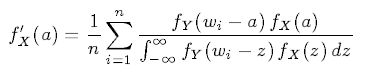 f'_X(a) = \frac{1}{n} \sum_{i=1}^{n} \frac{f_Y(w_i - a) f_X(a)}{\int_{-\infty}^{\infty} f_Y(w_i - z) f_X(z) dz}